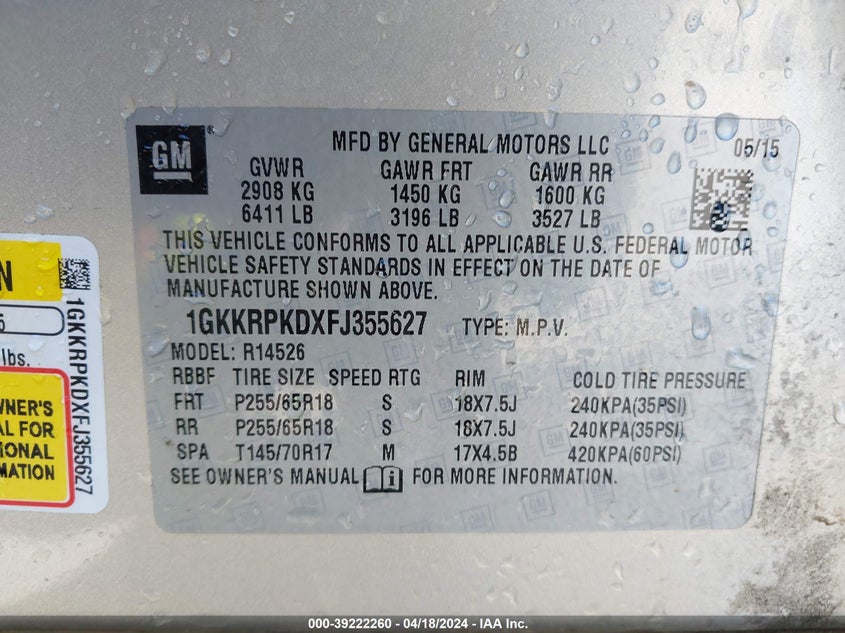 GM
MFD BY GENERAL MOTORS LLC 05/15
GVWR GAWR FRT GAWR RR
2908 KG 1450 KG 1600 KG
6411 LB 3196 LB 3527 LB
THIS VEHICLE CONFORMS TO ALL APPLICABLE U.S. FEDERAL MOTOR
VEHICLE SAFETY STANDARDS IN EFFECT ON THE DATE OF
MANUFACTURE SHOWN ABOVE.
1GKKRPKDXFJ355627 TYPE: M.P.V.
MODEL: R14526
RBBF TIRE SIZE SPEED RTG RIM COLD TIRE PRESSURE
FRT P255/65R18 S 18X7.5J 240KPA(35PSI)
RR P255/65R18 S 18X7.5J 240KPA(35PSI)
SPA T145/70R17 M 17X4.5B 420KPA(60PSI)
SEE OWNER'S MANUAL FOR MORE INFORMATION.
N
lbs.
WNER'S
AL FOR
IONAL
MATION
1GKKRPKDXFJ355627
000-39222260 - 04/18/2024 - IAA Inc.